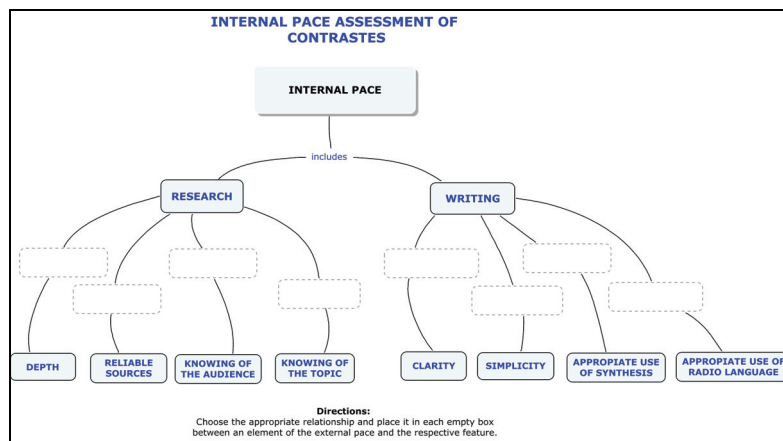 INTERNAL PACE ASSESSMENT OF
CONTRASTES
INTERNAL PACE
includes
RESEARCH
WRITING
DEPTH
RELIABLE
SOURCES
KNOWING OF
THE AUDIENCE
KNOWING OF
THE TOPIC
CLARITY
SIMPLICITY
APPROPIATE USE
OF SYNTHESIS
APPROPIATE USE OF
RADIO LANGUAGE
Directions:
Choose the appropriate relationship and place it in each empty box
between an element of the external pace and the respective feature.